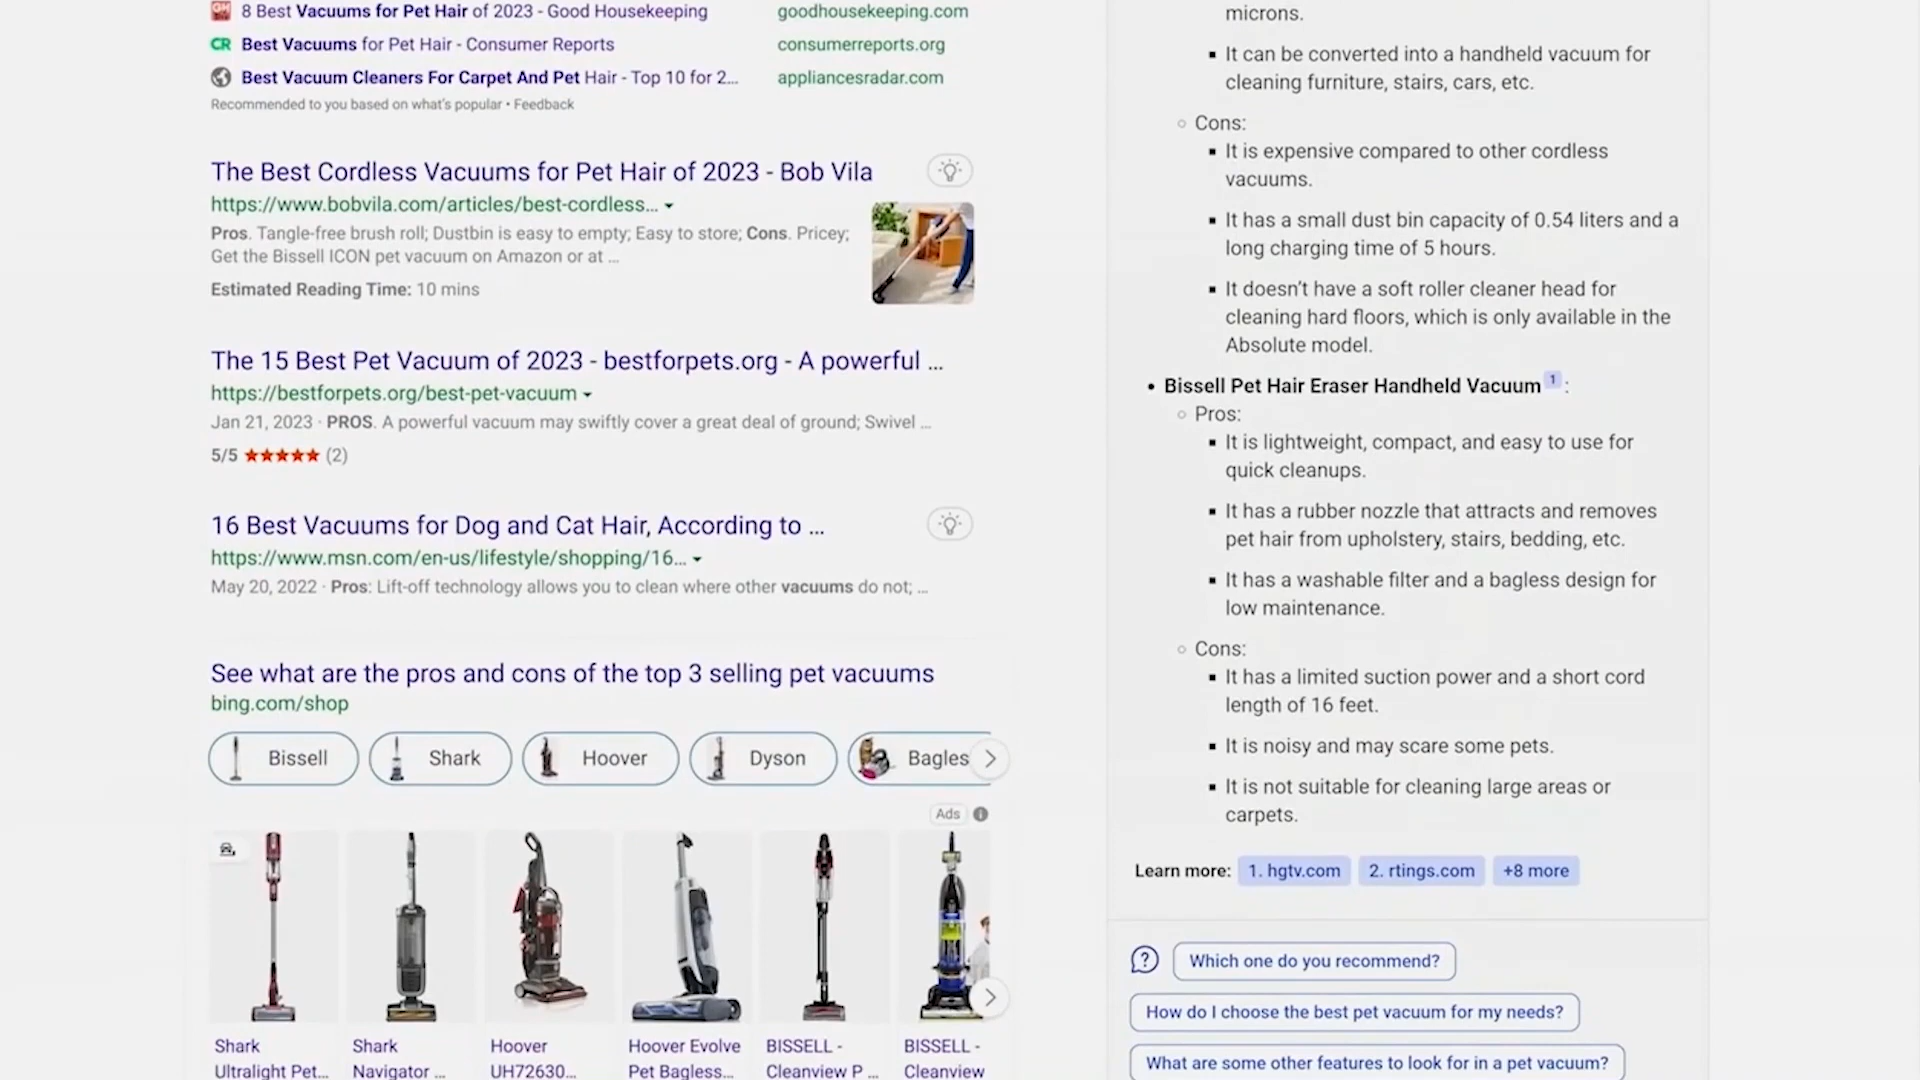 8 Best Vacuums for Pet Hair of 2023 - Good Housekeeping
goodhousekeeping.com
CR Best Vacuums for Pet Hair - Consumer Reports
consumerreports.org
Best Vacuum Cleaners For Carpet And Pet Hair - Top 10 for 2...
appliancesradar.com
Recommended to you based on what's popular • Feedback
The Best Cordless Vacuums for Pet Hair of 2023 - Bob Vila
https://www.bobvila.com/articles/best-cordless...
Pros. Tangle-free brush roll; Dustbin is easy to empty; Easy to store; Cons. Pricey;
Get the Bissell ICON pet vacuum on Amazon or at ...
Estimated Reading Time: 10 mins
The 15 Best Pet Vacuum of 2023 - bestforpets.org - A powerful ...
https://bestforpets.org/best-pet-vacuum
Jan 21, 2023 · PROS. A powerful vacuum may swiftly cover a great deal of ground; Swivel ...
5/5 ★★★★★ (2)
16 Best Vacuums for Dog and Cat Hair, According to ...
https://www.msn.com/en-us/lifestyle/shopping/16...
May 20, 2022 · Pros: Lift-off technology allows you to clean where other vacuums do not; ...
See what are the pros and cons of the top 3 selling pet vacuums
bing.com/shop
Bissell
Shark
Hoover
Dyson
Bagles
Ads
Shark
Ultralight Pet...
Shark
Navigator ...
Hoover
UH72630...
Hoover Evolve
Pet Bagless...
BISSELL -
Cleanview P ...
BISSELL -
Cleanview
microns.
It can be converted into a handheld vacuum for
cleaning furniture, stairs, cars, etc.
Cons:
It is expensive compared to other cordless
vacuums.
It has a small dust bin capacity of 0.54 liters and a
long charging time of 5 hours.
It doesn't have a soft roller cleaner head for
cleaning hard floors, which is only available in the
Absolute model.
• Bissell Pet Hair Eraser Handheld Vacuum 1 :
Pros:
It is lightweight, compact, and easy to use for
quick cleanups.
It has a rubber nozzle that attracts and removes
pet hair from upholstery, stairs, bedding, etc.
It has a washable filter and a bagless design for
low maintenance.
Cons:
It has a limited suction power and a short cord
length of 16 feet.
It is noisy and may scare some pets.
It is not suitable for cleaning large areas or
carpets.
Learn more: 1. hgtv.com 2. rtings.com +8 more
Which one do you recommend?
How do I choose the best pet vacuum for my needs?
What are some other features to look for in a pet vacuum?